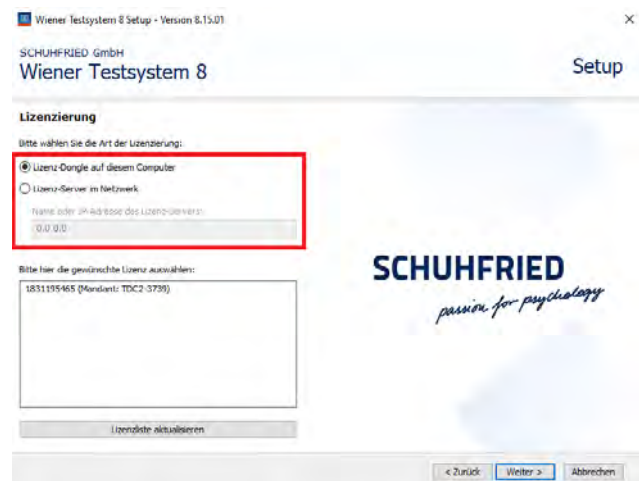 Wiener Testsystem 8 Setup - Version 8.15.01
SCHUHFRIED GmbH
Wiener Testsystem 8
Setup
Lizenzierung
Bitte wählen Sie die Art der Lizenzierung:
Lizenz-Dongle auf diesem Computer
Lizenz-Server im Netzwerk
Name oder IP-Adresse des Lizenz-Servers:
0.0.0.0
Bitte hier die gewünschte Lizenz auswählen:
1831195465 (Mandant: TDC2-3739)
SCHUHFRIED
passion for psychology
Lizenzliste aktualisieren
< Zurück Weiter > Abbrechen